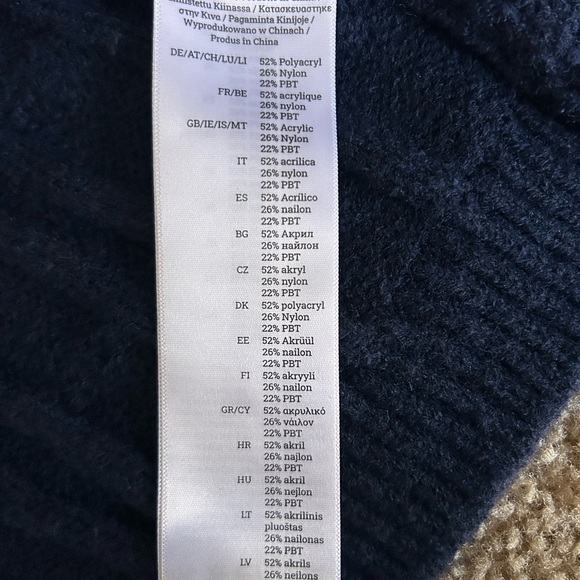 Kiinassa / Κατασκευάστηκε
στην Κινα / Pagaminta Kinijoje /
Wyprodukowano w Chinach /
Produs in China
DE/AT/CH/LU/LI 52% Polyacryl
26% Nylon
22% PBT
FR/BE 52% acrylique
26% nylon
22% PBT
GB/IE/IS/MT 52% Acrylic
26% Nylon
22% PBT
IT 52% acrilica
26% nylon
22% PBT
ES 52% Acrílico
26% nailon
22% PBT
BG 52% Акрил
26% найлон
22% PBT
CZ 52% akryl
26% nylon
22% PBT
DK 52% polyacryl
26% Nylon
22% PBT
EE 52% Akrüül
26% nailon
22% PBT
FI 52% akryyli
26% nailon
22% PBT
GR/CY 52% ακρυλικό
26% νάιλον
22% PBT
HR 52% akril
26% najlon
22% PBT
HU 52% akril
26% nejlon
22% PBT
LT 52% akrilinis
pluoštas
26% nailonas
22% PBT
LV 52% akrils
26% neilons